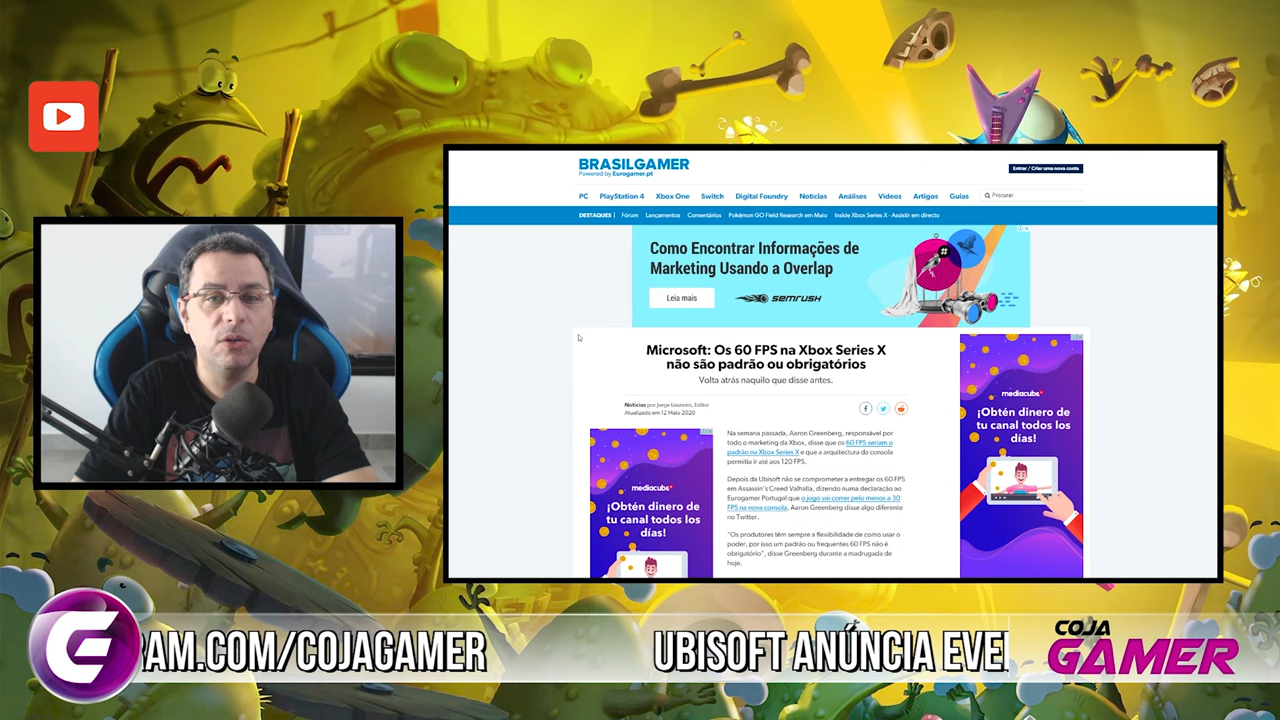 BRASILGAMER
Powered by Eurogamer.pt
Entrar / Criar uma nova conta
PC PlayStation 4 Xbox One Switch Digital Foundry Notícias Análises Vídeos Artigos Guias Procurar
DESTAQUES | Fórum Lançamentos Comentários Pokémon GO Field Research em Maio Inside Xbox Series X - Assistir em directo
Como Encontrar Informações de
Marketing Usando a Overlap
Leia mais
SEMRUSH
#
Microsoft: Os 60 FPS na Xbox Series X
não são padrão ou obrigatórios
Volta atrás naquilo que disse antes.
Notícias por Jorge Loureiro, Editor
Atualizado em 12 Maio 2020
Na semana passada, Aaron Greenberg, responsável por
todo o marketing da Xbox, disse que os 60 FPS seriam o
padrão na Xbox Series X e que a arquitectura da consola
permitia ir até aos 120 FPS.
Depois da Ubisoft não se comprometer a entregar os 60 FPS
em Assassin's Creed Valhalla, dizendo numa declaração ao
Eurogamer Portugal que o jogo vai correr pelo menos a 30
FPS na nova consola, Aaron Greenberg disse algo diferente
no Twitter.
"Os produtores têm sempre a flexibilidade de como usar o
poder, por isso um padrão ou frequentes 60 FPS não é
obrigatório", disse Greenberg durante a madrugada de
hoje.
mediacube
¡Obtén dinero de
tu canal todos los
días!
mediacube
¡Obtén dinero de
tu canal todos los
días!
RAM.COM/COJAGAMER UBISOFT ANÚNCIA EVE
COJA
GAMER